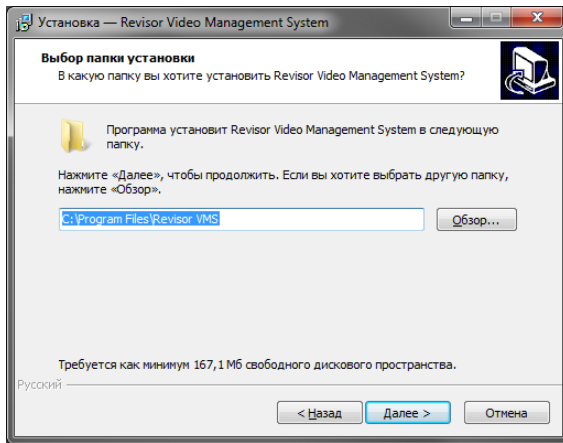 Установка — Revisor Video Management System
Выбор папки установки
В какую папку вы хотите установить Revisor Video Management System?
Программа установит Revisor Video Management System в следующую
папку.
Нажмите «Далее», чтобы продолжить. Если вы хотите выбрать другую папку,
нажмите «Обзор».
C:\Program Files\Revisor VMS
Обзор...
Требуется как минимум 167,1 Мб свободного дискового пространства.
Русский
< Назад
Далее >
Отмена